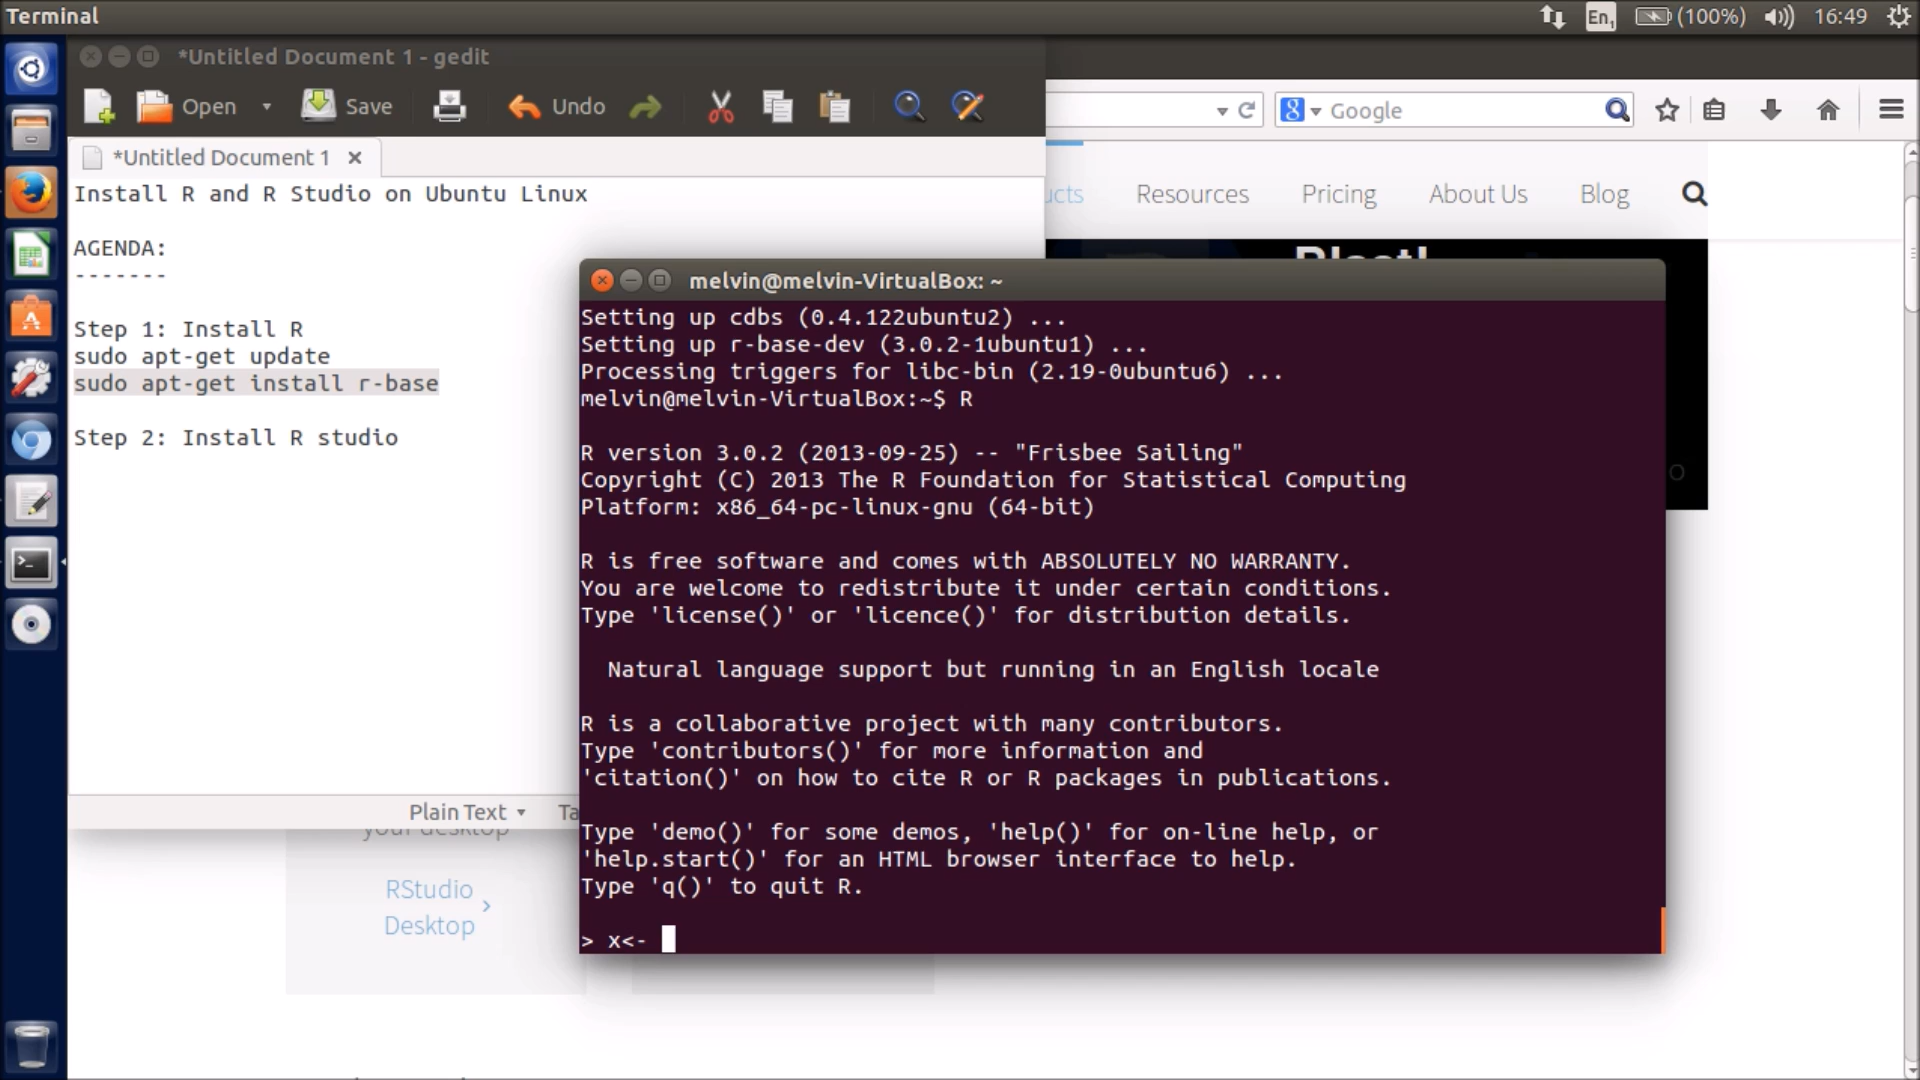 Terminal
En1
(100%)
16:49
*Untitled Document 1 - gedit
Open
Save
Undo
Google
*Untitled Document 1
Resources
Pricing
About Us
Blog
Install R and R Studio on Ubuntu Linux
AGENDA:
-------
Step 1: Install R
sudo apt-get update
sudo apt-get install r-base
Step 2: Install R studio
Plain Text
your desktop
RStudio
Desktop
melvin@melvin-VirtualBox: ~
Setting up cdbs (0.4.122ubuntu2) ...
Setting up r-base-dev (3.0.2-1ubuntu1) ...
Processing triggers for libc-bin (2.19-0ubuntu6) ...
melvin@melvin-VirtualBox:~$ R
R version 3.0.2 (2013-09-25) -- "Frisbee Sailing"
Copyright (C) 2013 The R Foundation for Statistical Computing
Platform: x86_64-pc-linux-gnu (64-bit)
R is free software and comes with ABSOLUTELY NO WARRANTY.
You are welcome to redistribute it under certain conditions.
Type 'license()' or 'licence()' for distribution details.
Natural language support but running in an English locale
R is a collaborative project with many contributors.
Type 'contributors()' for more information and
'citation()' on how to cite R or R packages in publications.
Type 'demo()' for some demos, 'help()' for on-line help, or
'help.start()' for an HTML browser interface to help.
Type 'q()' to quit R.
> x<-